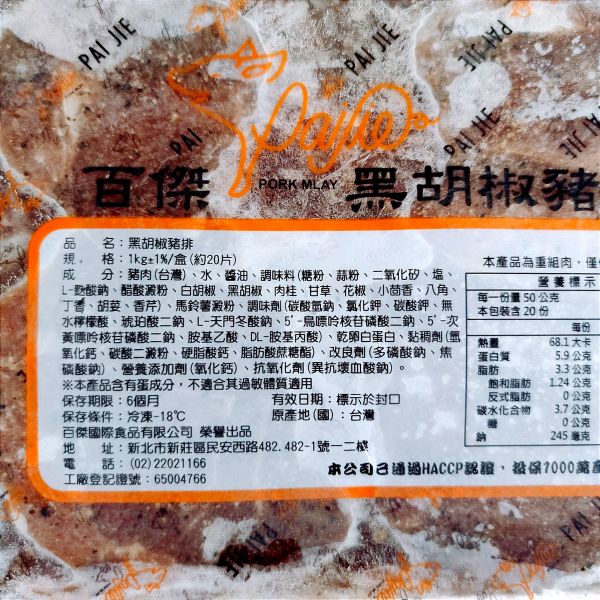 PAI JIE
PAI JIE
PAI JIE
PAI
Pajie
PORK MLAY
百傑 黑胡椒豬
品 名：黑胡椒豬排
規 格：1kg±1%/盒(約20片)
成 分：豬肉(台灣)、水、醬油、調味料(糖粉、蒜粉、二氧化矽、鹽、
L-麩酸鈉、醋酸澱粉、白胡椒、黑胡椒、肉桂、甘草、花椒、小茴香、八角、
丁香、胡荽、香芹)、馬鈴薯澱粉、調味劑(碳酸氫鈉、氯化鉀、碳酸鉀、無
水檸檬酸、琥珀酸二鈉、L-天門冬酸鈉、5'-鳥嘌呤核苷磷酸二鈉、5'-次
黃嘌呤核苷磷酸二鈉、胺基乙酸、DL-胺基丙酸)、乾卵白蛋白、黏稠劑(氫
氧化鈣、碳酸二澱粉、硬脂酸鈣、脂肪酸蔗糖酯)、改良劑(多磷酸鈉、焦
磷酸鈉)、營養添加劑(氧化鈣)、抗氧化劑(異抗壞血酸鈉)。
※本產品含有蛋成分，不適合其過敏體質適用
保存期限：6個月 有效日期：標示於封口
保存條件：冷凍-18℃ 原產地(國)：台灣
百傑國際食品有限公司 榮譽出品
地 址：新北市新莊區民安西路482.482-1號一二樓
電 話：(02)22021166
工廠登記證號：65004766
本產品為重組肉，僅
營養標示
每一份量 50 公克
本包裝含 20 份
每份
熱量 68.1 大卡
蛋白質 5.9 公克
脂肪 3.3 公克
飽和脂肪 1.24 公克
反式脂肪 0 公克
碳水化合物 3.7 公克
糖 0 公克
鈉 245 毫克
本公司已通過HACCP認證，投保7000萬產
PAI JIE